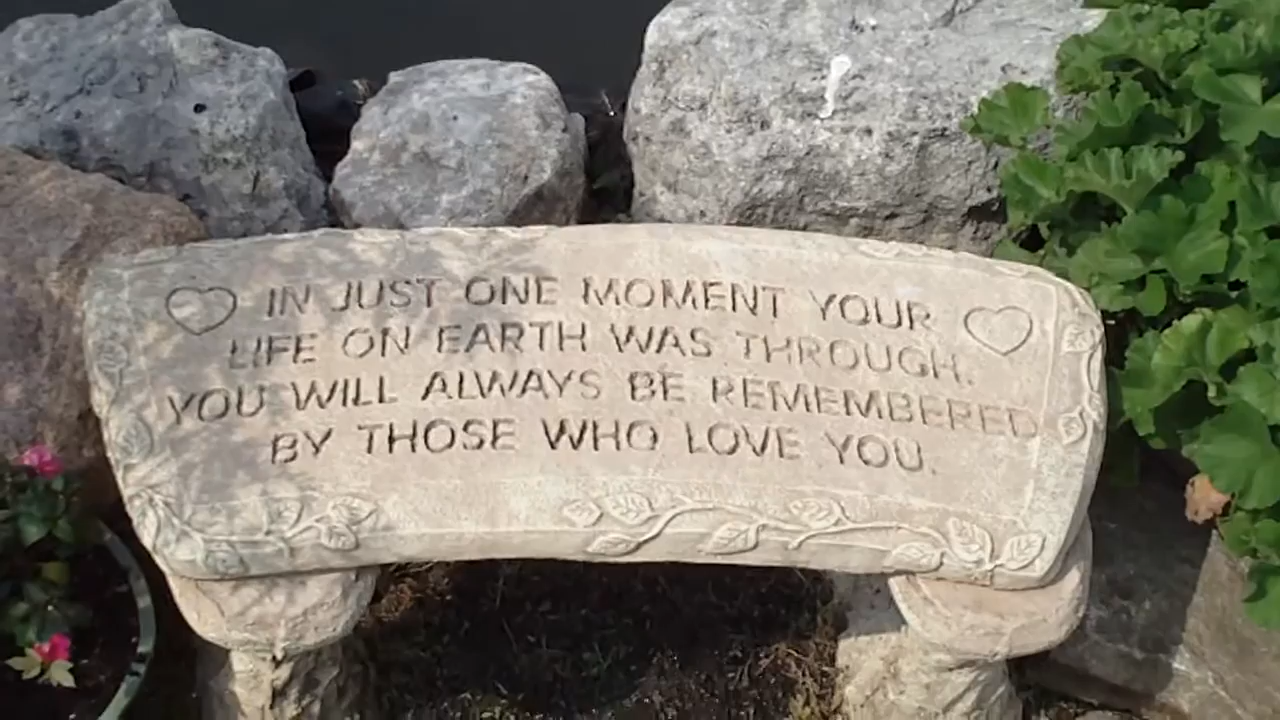 IN JUST ONE MOMENT YOUR
LIFE ON EARTH WAS THROUGH.
YOU WILL ALWAYS BE REMEMBERED
BY THOSE WHO LOVE YOU.